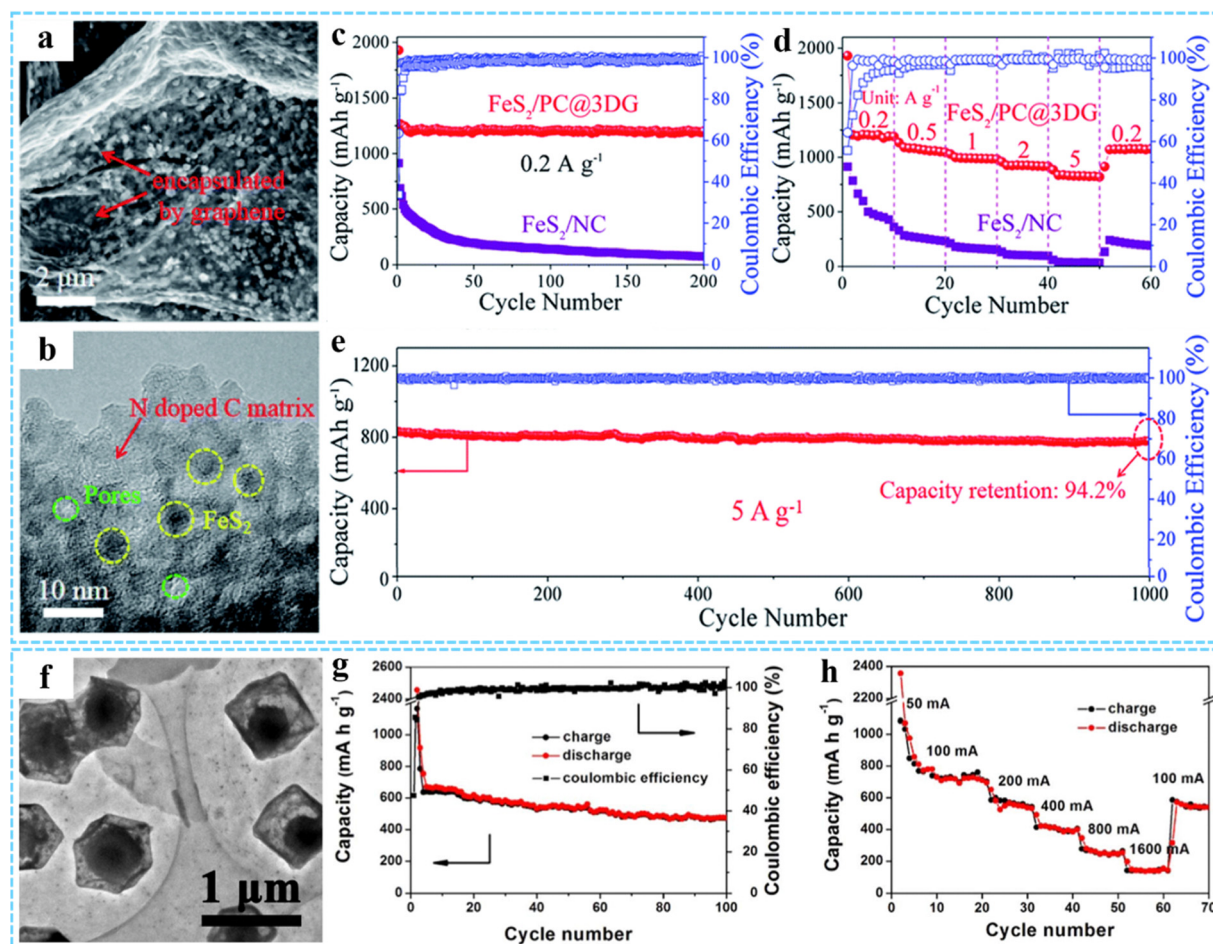 a
encapsulated
by graphene
2 μm
b
N doped C matrix
Pores
FeS₂
10 nm
c
2000
1750
1500
1250
1000
750
500
250
0
Capacity (mAh g⁻¹)
FeS₂/PC@3DG
0.2 A g⁻¹
FeS₂/NC
100
80
60
40
20
0
Coulombic Efficiency (%)
0 50 100 150 200
Cycle Number
d
2000
1500
1000
500
0
Capacity (mAh g⁻¹)
Unit: A g⁻¹
FeS₂/PC@3DG
0.2 0.5 1 2 5 0.2
FeS₂/NC
100
80
60
40
20
0
Coulombic Efficiency (%)
0 20 40 60
Cycle Number
e
1200
1000
800
600
400
0
Capacity (mAh g⁻¹)
Capacity retention: 94.2%
5 A g⁻¹
100
80
60
40
20
0
Coulombic Efficiency (%)
0 200 400 600 800 1000
Cycle Number
f
1 μm
g
2600
2400
1000
800
600
400
200
0
Capacity (mA h g⁻¹)
charge
discharge
coulombic efficiency
100
80
60
40
20
0
Coulombic efficiency (%)
0 20 40 60 80 100
Cycle number
h
2400
2200
1000
800
600
400
200
0
Capacity (mA h g⁻¹)
charge
discharge
50 mA
100 mA
200 mA
400 mA
800 mA
1600 mA
100 mA
0 10 20 30 40 50 60 70
Cycle number